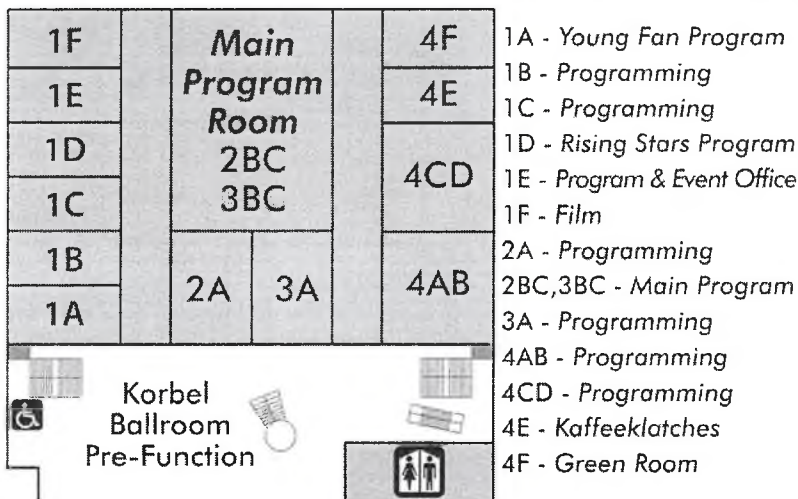 1F
1E
1D
1C
1B
1A
Main
Program
Room
2BC
3BC
2A
3A
4F
4E
4CD
4AB
Korbel
Ballroom
Pre-Function
1A - Young Fan Program
1B - Programming
1C - Programming
1D - Rising Stars Program
1E - Program & Event Office
1F - Film
2A - Programming
2BC,3BC - Main Program
3A - Programming
4AB - Programming
4CD - Programming
4E - Kaffeeklatches
4F - Green Room